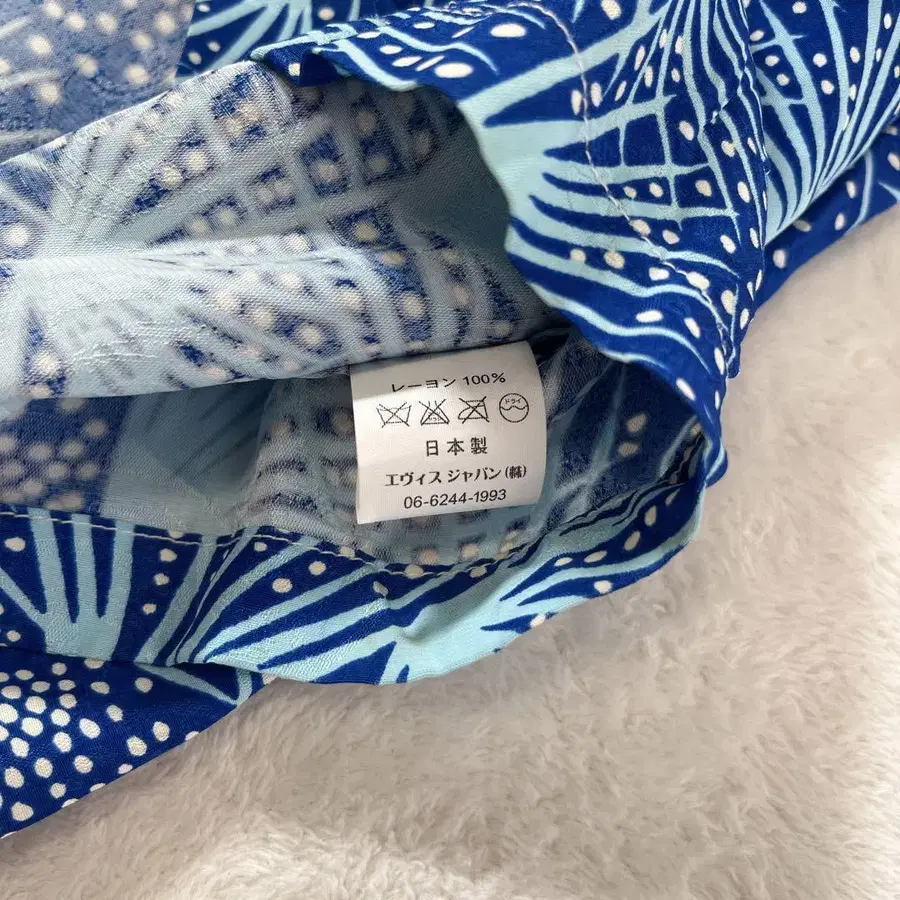 レーヨン 100%
ドライ
日本製
エヴィス ジャパン ㈱
06-6244-1993